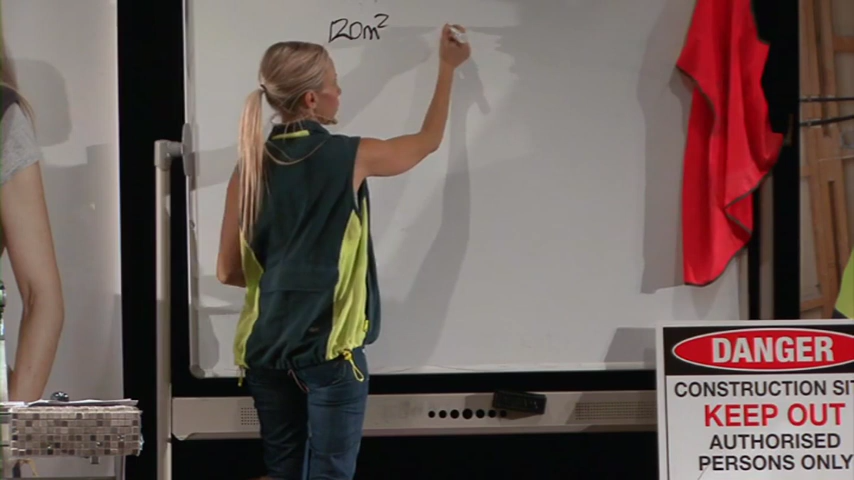 120m²
DANGER
CONSTRUCTION SIT
KEEP OUT
AUTHORISED
PERSONS ONLY